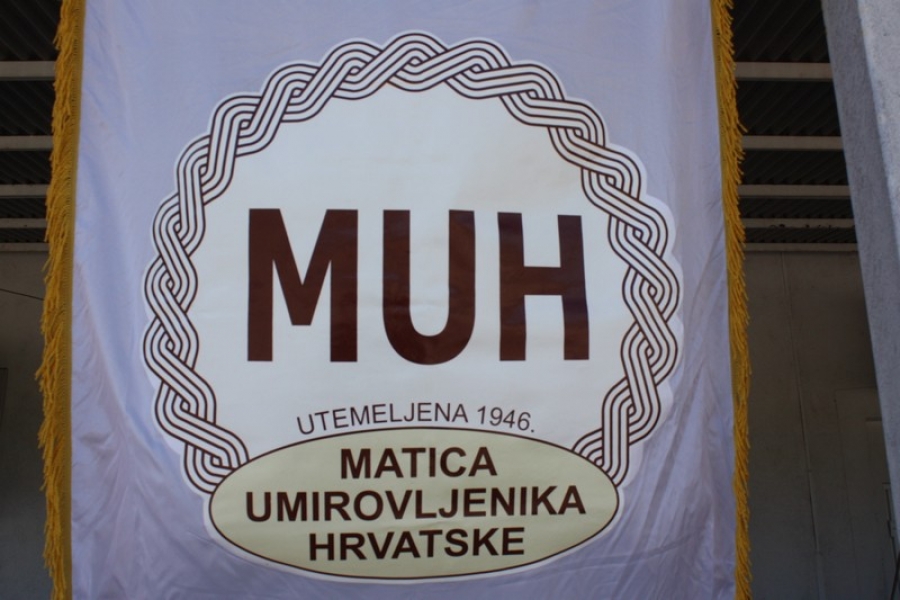 MUH
UTEMELJENA 1946.
MATICA
UMIROVLJENIKA
HRVATSKE